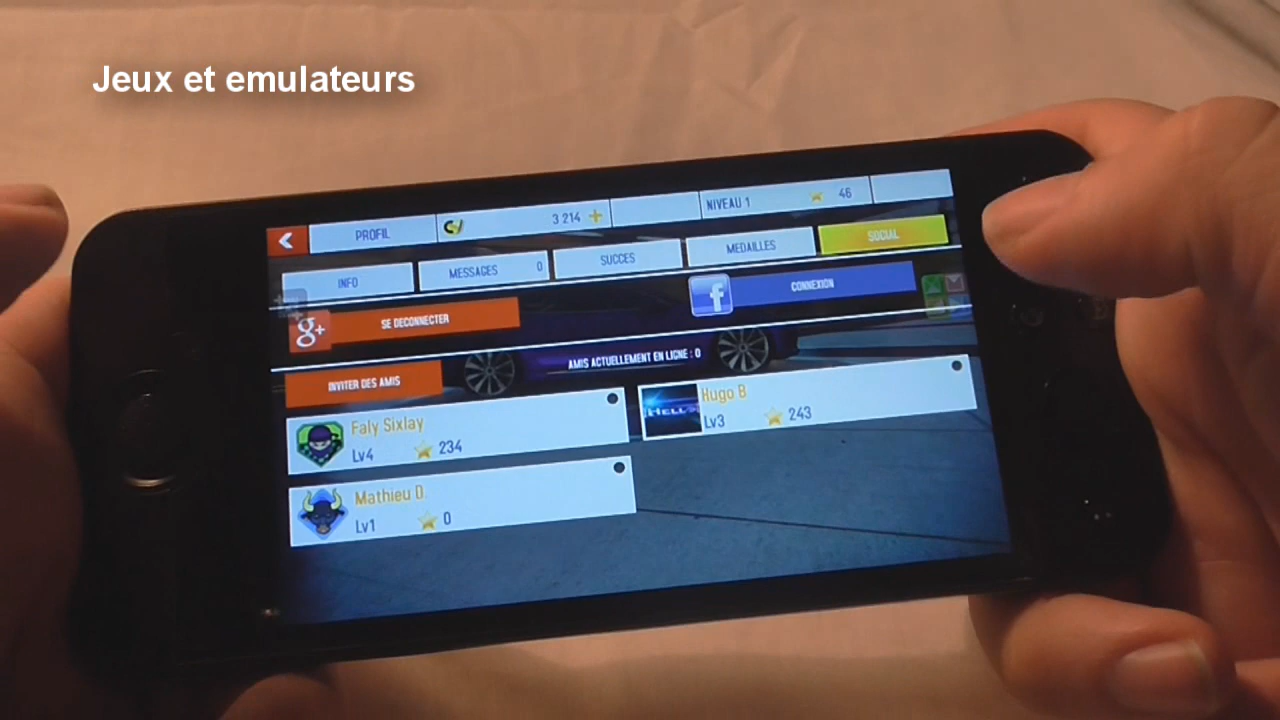 Jeux et emulateurs
PROFIL
3 214
NIVEAU 1
46
INFO
MESSAGES 0
SUCCES
MEDAILLES
SOCIAL
g+ SE DECONNECTER
f CONNEXION
INVITER DES AMIS
AMIS ACTUELLEMENT EN LIGNE : 0
Faly Sixlay
Lv4 234
Hugo B
Lv3 243
Mathieu D.
Lv1 0